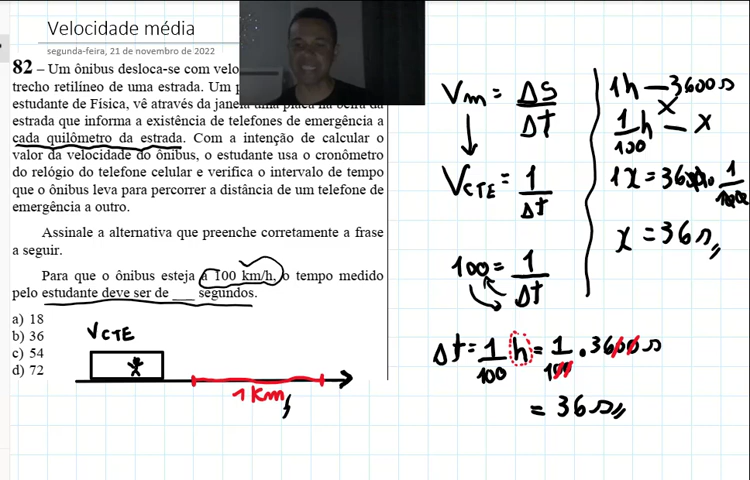 Velocidade média
segunda-feira, 21 de novembro de 2022
82 – Um ônibus desloca-se com velo
trecho retilíneo de uma estrada. Um
estudante de Física, vê através da janela uma placa na beira da
estrada que informa a existência de telefones de emergência a
cada quilômetro da estrada. Com a intenção de calcular o
valor da velocidade do ônibus, o estudante usa o cronômetro
do relógio do telefone celular e verifica o intervalo de tempo
que o ônibus leva para percorrer a distância de um telefone de
emergência a outro.
Assinale a alternativa que preenche corretamente a frase
a seguir.
Para que o ônibus esteja a 100 km/h, o tempo medido
pelo estudante deve ser de ___ segundos.
a) 18
b) 36
c) 54
d) 72
VCTE
1 Km
Vm = ΔS
Δt
VCTE = 1
Δt
100 = 1
Δt
Δt = 1 h = 1 . 3600 s
100 100
= 36 s
1h — 3600 s
x
1 h — x
100
1x = 3600 . 1
100
x = 36 s